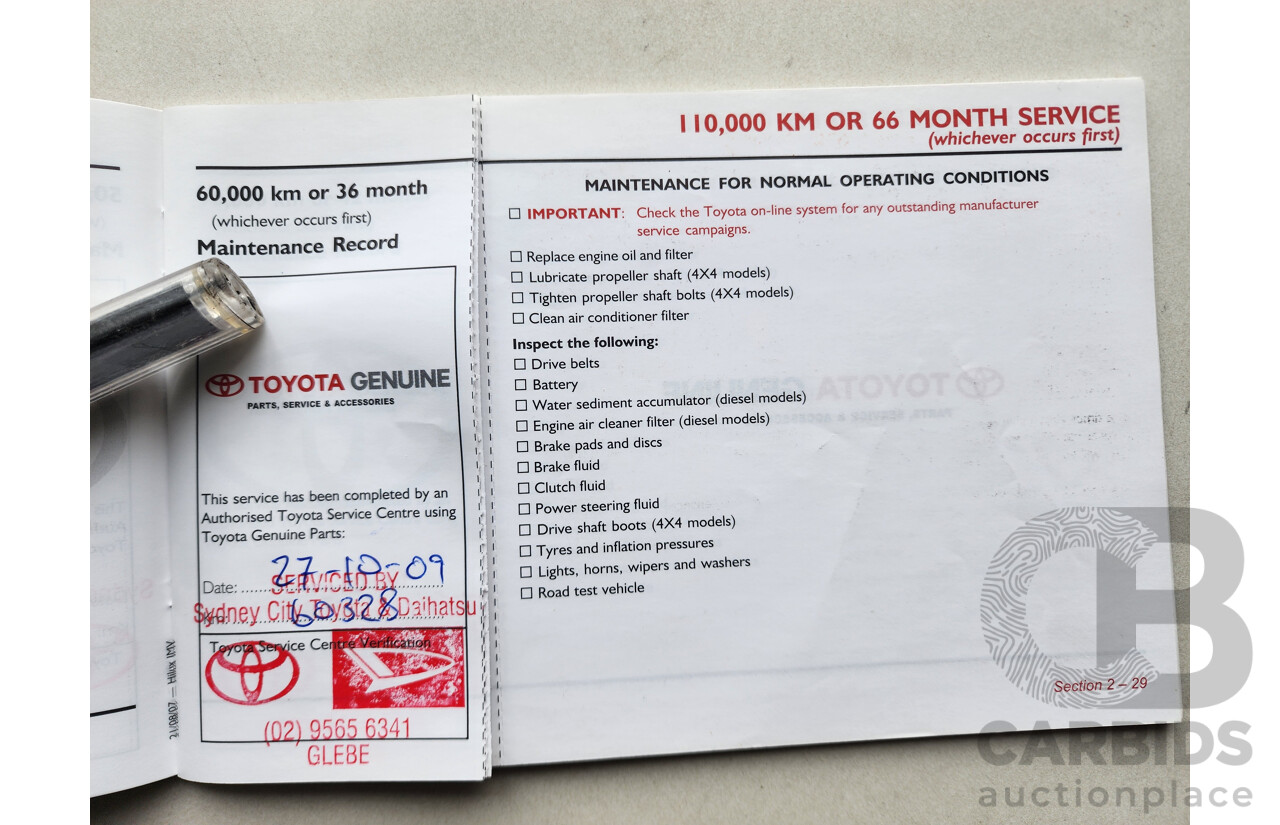 60,000 km or 36 month
(whichever occurs first)
Maintenance Record
TOYOTA GENUINE
PARTS, SERVICE & ACCESSORIES
This service has been completed by an
Authorised Toyota Service Centre using
Toyota Genuine Parts:
Date: 27-10-09
SERVICED BY
60328
Sydney City Toyota & Daihatsu
Toyota Service Centre Verification
(02) 9565 6341
GLEBE
21/08/07 — Hilux IMV
110,000 KM OR 66 MONTH SERVICE
(whichever occurs first)
MAINTENANCE FOR NORMAL OPERATING CONDITIONS
IMPORTANT: Check the Toyota on-line system for any outstanding manufacturer
service campaigns.
Replace engine oil and filter
Lubricate propeller shaft (4X4 models)
Tighten propeller shaft bolts (4X4 models)
Clean air conditioner filter
Inspect the following:
Drive belts
Battery
Water sediment accumulator (diesel models)
Engine air cleaner filter (diesel models)
Brake pads and discs
Brake fluid
Clutch fluid
Power steering fluid
Drive shaft boots (4X4 models)
Tyres and inflation pressures
Lights, horns, wipers and washers
Road test vehicle
Section 2 – 29
CARBIDS
auctionplace